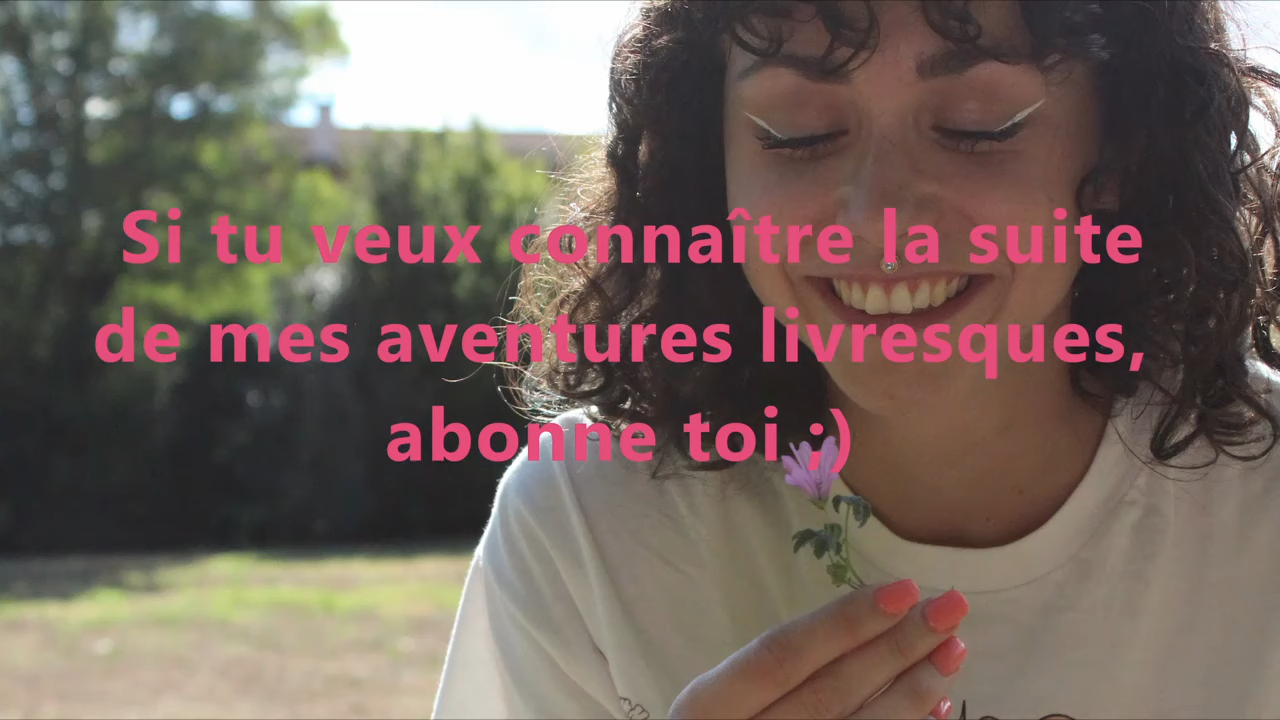 Si tu veux connaître la suite
de mes aventures livresques,
abonne toi ;)